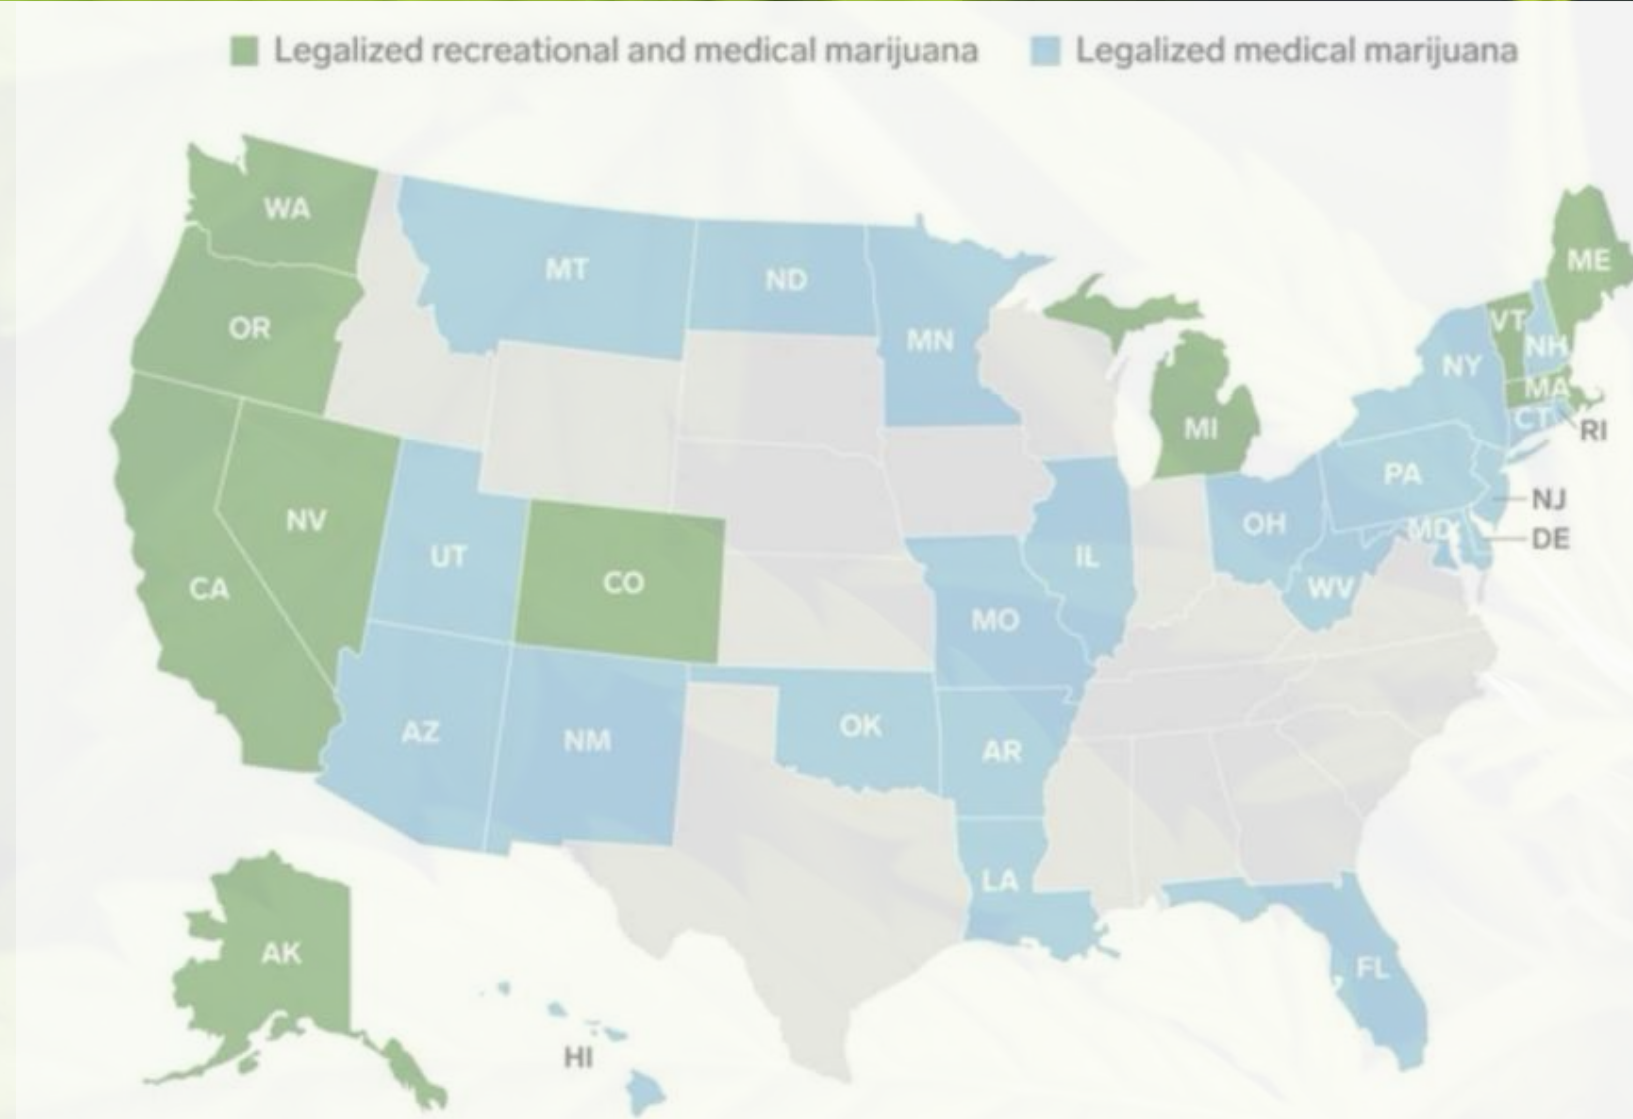 Legalized recreational and medical marijuana
Legalized medical marijuana
WA
MT
ND
ME
OR
MN
VT
NH
NY
MA
CT
RI
MI
PA
NJ
NV
OH
MD
DE
UT
IL
CO
CA
WV
MO
OK
AZ
NM
AR
LA
AK
FL
HI